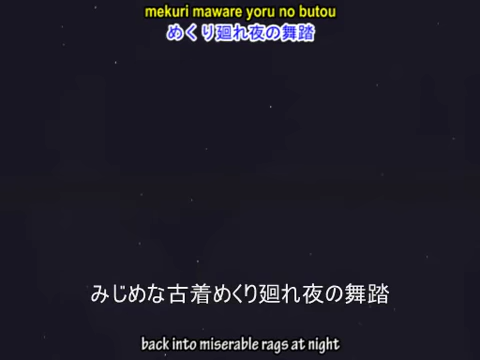 mekuri maware yoru no butou
めくり廻れ夜の舞踏
みじめな古着めくり廻れ夜の舞踏
back into miserable rags at night